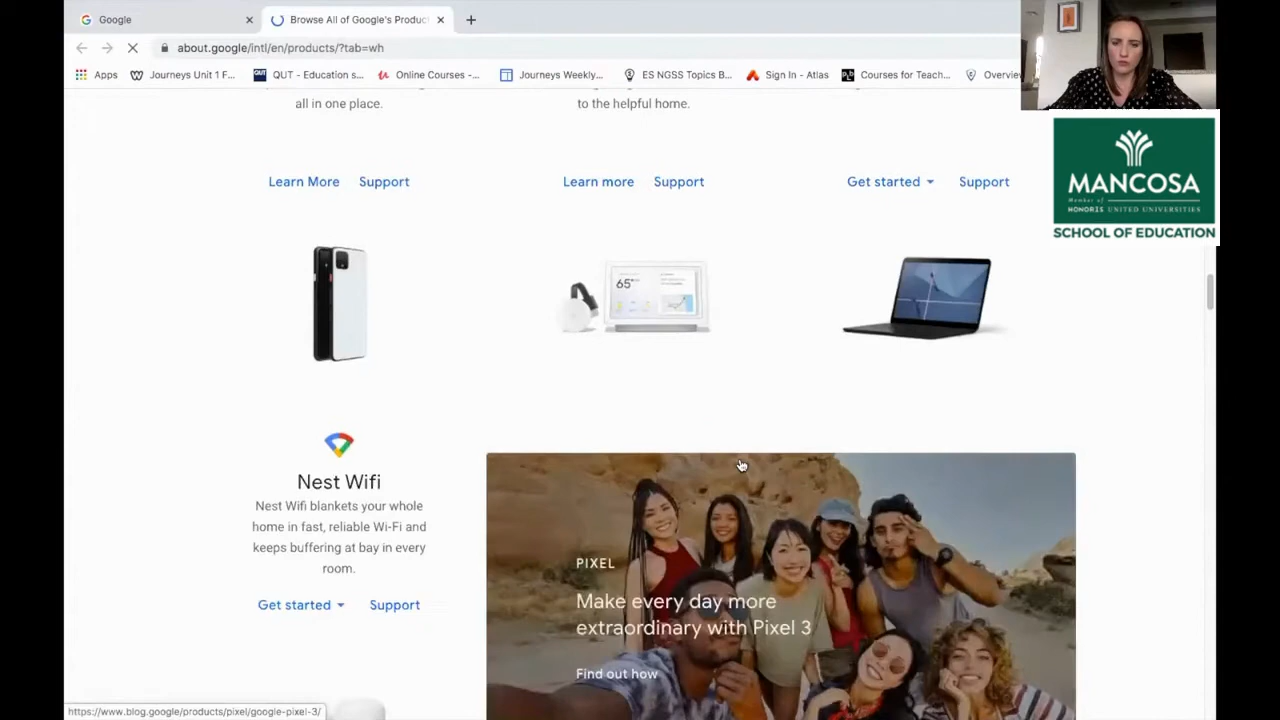 Google
Browse All of Google's Produc
about.google/intl/en/products/?tab=wh
Apps
Journeys Unit 1 F...
QUT - Education s...
Online Courses -...
Journeys Weekly...
ES NGSS Topics B...
Sign In - Atlas
Courses for Teach...
Overview
all in one place.
to the helpful home.
Learn More Support
Learn more Support
Get started Support
MANCOSA
Member of
HONORIS UNITED UNIVERSITIES
SCHOOL OF EDUCATION
65°
Nest Wifi
Nest Wifi blankets your whole
home in fast, reliable Wi-Fi and
keeps buffering at bay in every
room.
Get started Support
PIXEL
Make every day more
extraordinary with Pixel 3
Find out how
https://www.blog.google/products/pixel/google-pixel-3/